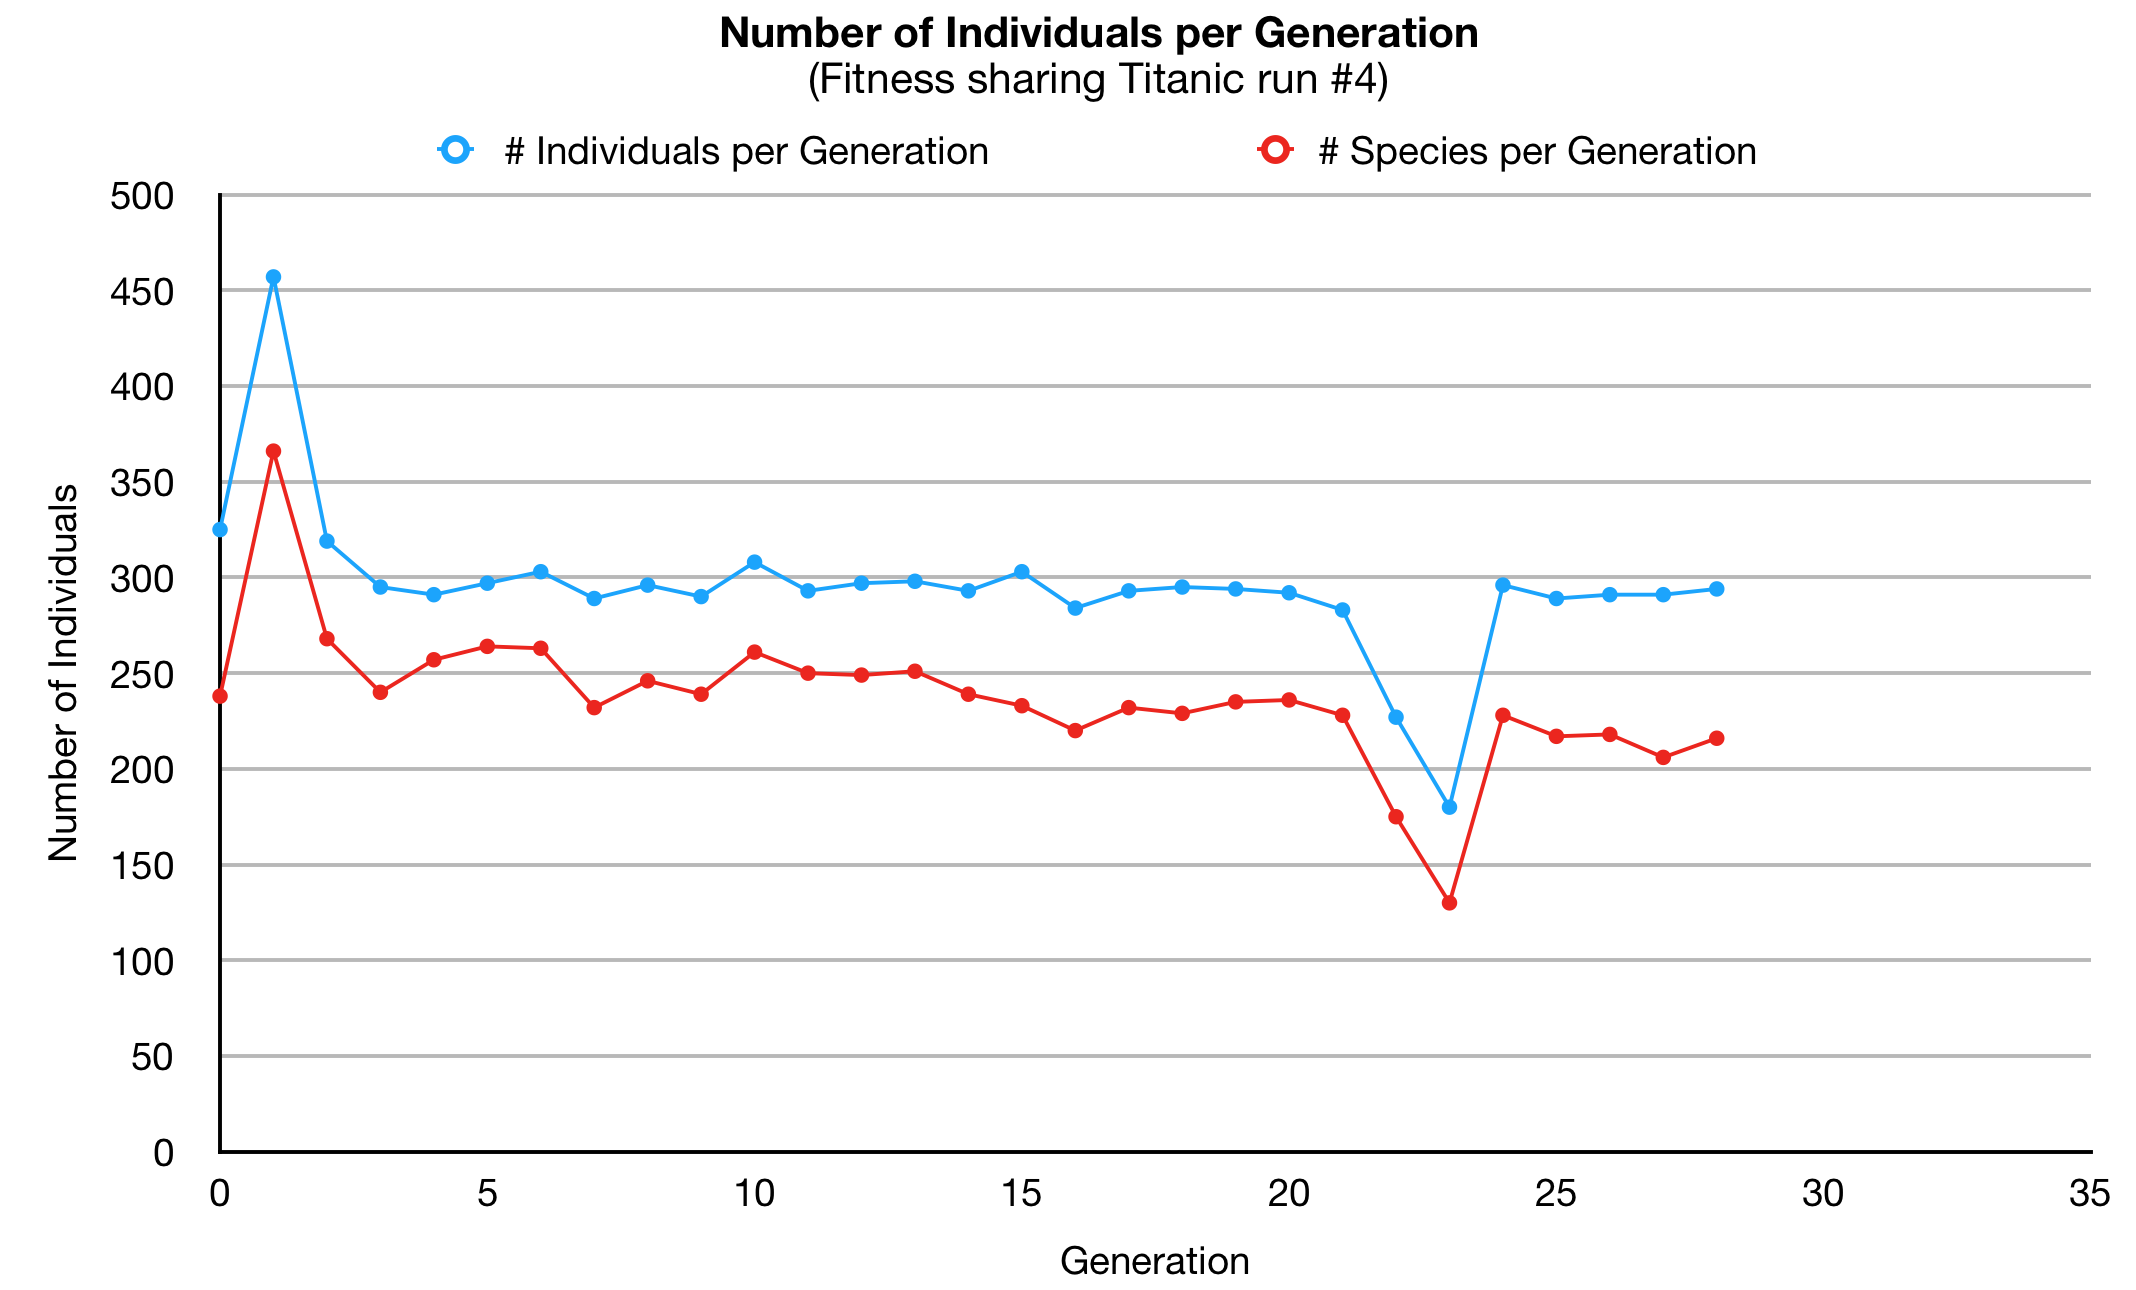 Number of Individuals per Generation
(Fitness sharing Titanic run #4)
# Individuals per Generation
# Species per Generation
500
450
400
350
300
250
200
150
100
50
0
Number of Individuals
0 5 10 15 20 25 30 35
Generation